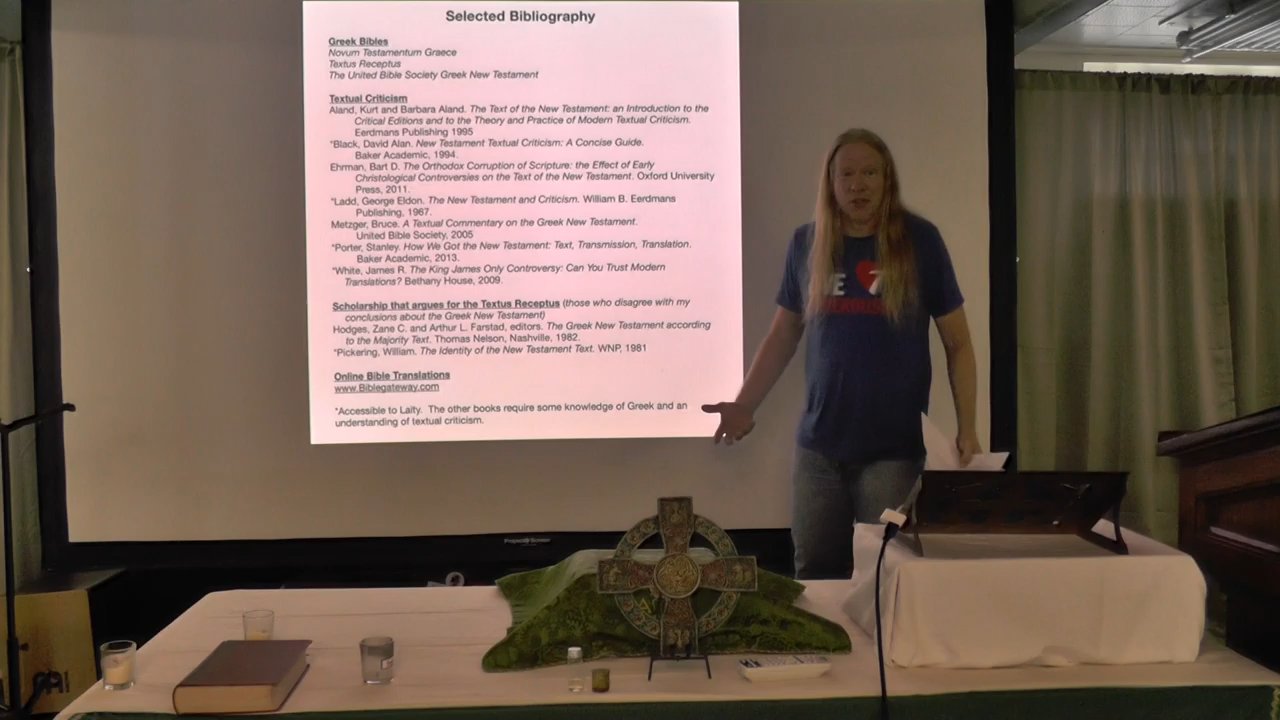 Selected Bibliography
Greek Bibles
Novum Testamentum Graece
Textus Receptus
The United Bible Society Greek New Testament
Textual Criticism
Aland, Kurt and Barbara Aland. The Text of the New Testament: an Introduction to the
Critical Editions and to the Theory and Practice of Modern Textual Criticism.
Eerdmans Publishing 1995
*Black, David Alan. New Testament Textual Criticism: A Concise Guide.
Baker Academic, 1994.
Ehrman, Bart D. The Orthodox Corruption of Scripture: the Effect of Early
Christological Controversies on the Text of the New Testament. Oxford University
Press, 2011.
*Ladd, George Eldon. The New Testament and Criticism. William B. Eerdmans
Publishing, 1967.
Metzger, Bruce. A Textual Commentary on the Greek New Testament.
United Bible Society, 2005
*Porter, Stanley. How We Got the New Testament: Text, Transmission, Translation.
Baker Academic, 2013.
*White, James R. The King James Only Controversy: Can You Trust Modern
Translations? Bethany House, 2009.
Scholarship that argues for the Textus Receptus (those who disagree with my
conclusions about the Greek New Testament)
Hodges, Zane C. and Arthur L. Farstad, editors. The Greek New Testament according
to the Majority Text. Thomas Nelson, Nashville, 1982.
*Pickering, William. The Identity of the New Testament Text. WNP, 1981
Online Bible Translations
www.Biblegateway.com
*Accessible to Laity. The other books require some knowledge of Greek and an
understanding of textual criticism.